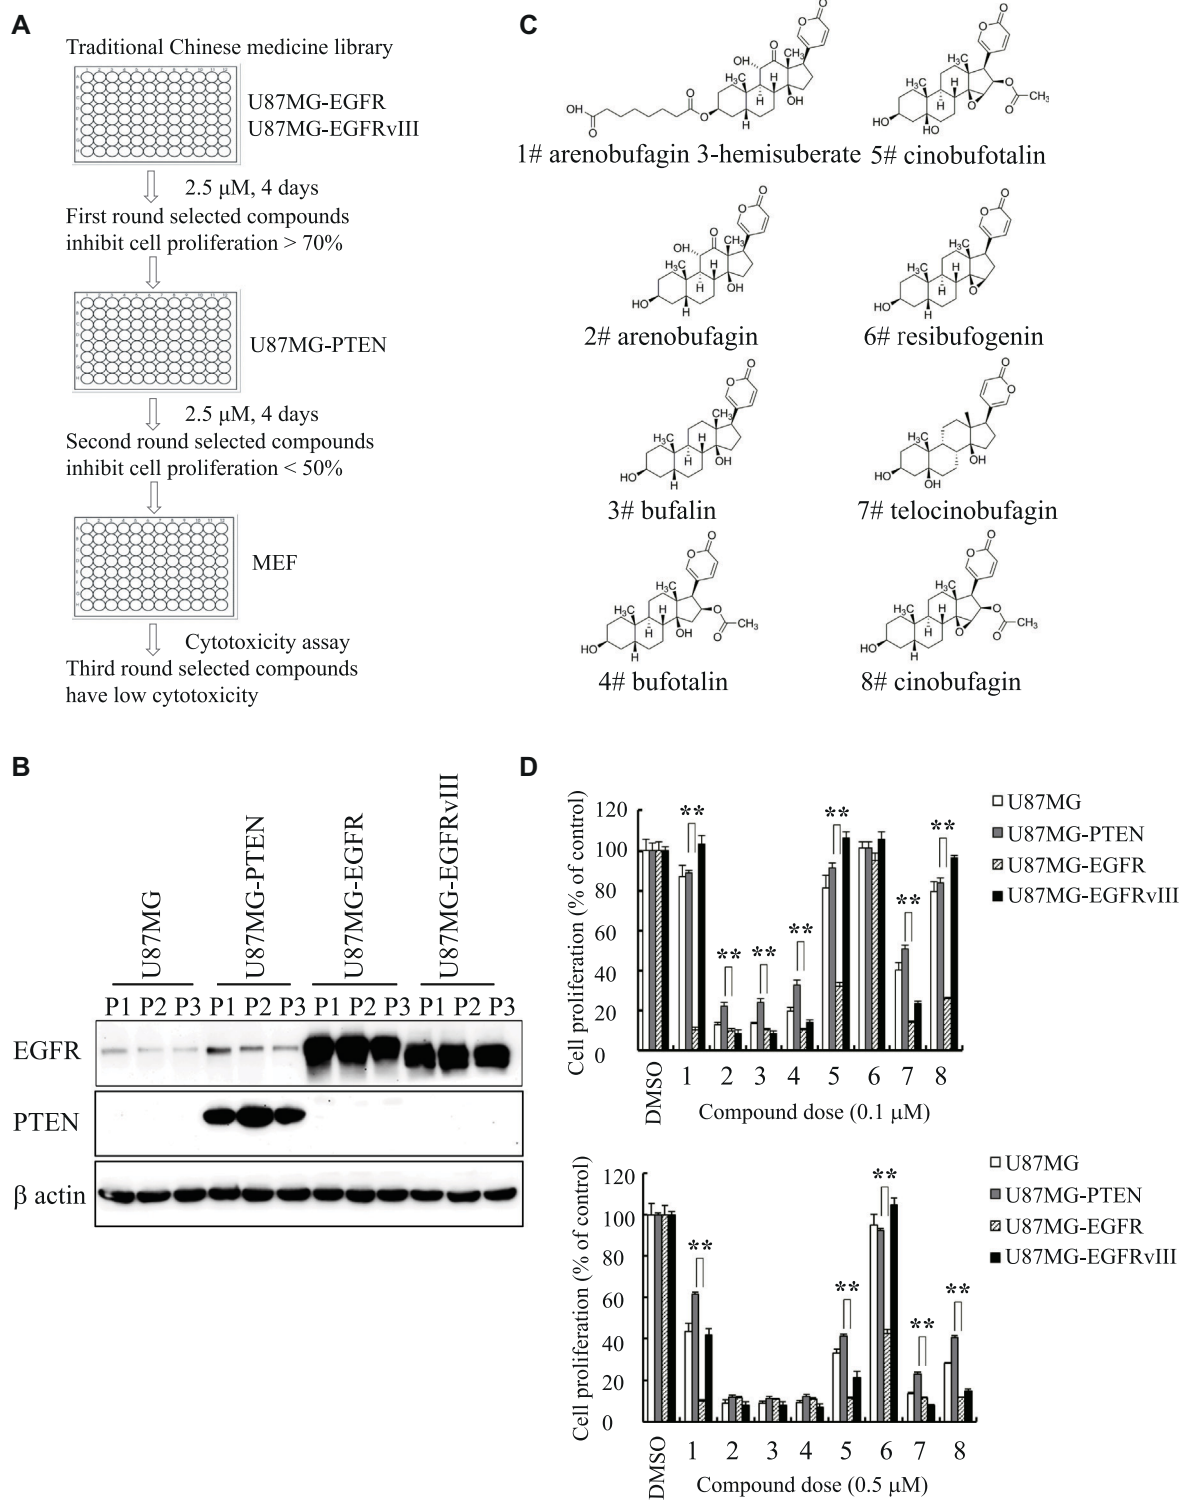 A
Traditional Chinese medicine library
U87MG-EGFR
U87MG-EGFRvIII
2.5 μM, 4 days
First round selected compounds
inhibit cell proliferation > 70%
U87MG-PTEN
2.5 μM, 4 days
Second round selected compounds
inhibit cell proliferation < 50%
MEF
Cytotoxicity assay
Third round selected compounds
have low cytotoxicity
C
1# arenobufagin 3-hemisuberate
5# cinobufotalin
2# arenobufagin
6# resibufogenin
3# bufalin
7# telocinobufagin
4# bufotalin
8# cinobufagin
B
U87MG
U87MG-PTEN
U87MG-EGFR
U87MG-EGFRvIII
P1 P2 P3 P1 P2 P3 P1 P2 P3 P1 P2 P3
EGFR
PTEN
β actin
D
Cell proliferation (% of control)
120
100
80
60
40
20
0
** ** ** ** ** ** **
U87MG
U87MG-PTEN
U87MG-EGFR
U87MG-EGFRvIII
DMSO 1 2 3 4 5 6 7 8
Compound dose (0.1 μM)
Cell proliferation (% of control)
120
100
80
60
40
20
0
** ** ** ** **
U87MG
U87MG-PTEN
U87MG-EGFR
U87MG-EGFRvIII
DMSO 1 2 3 4 5 6 7 8
Compound dose (0.5 μM)